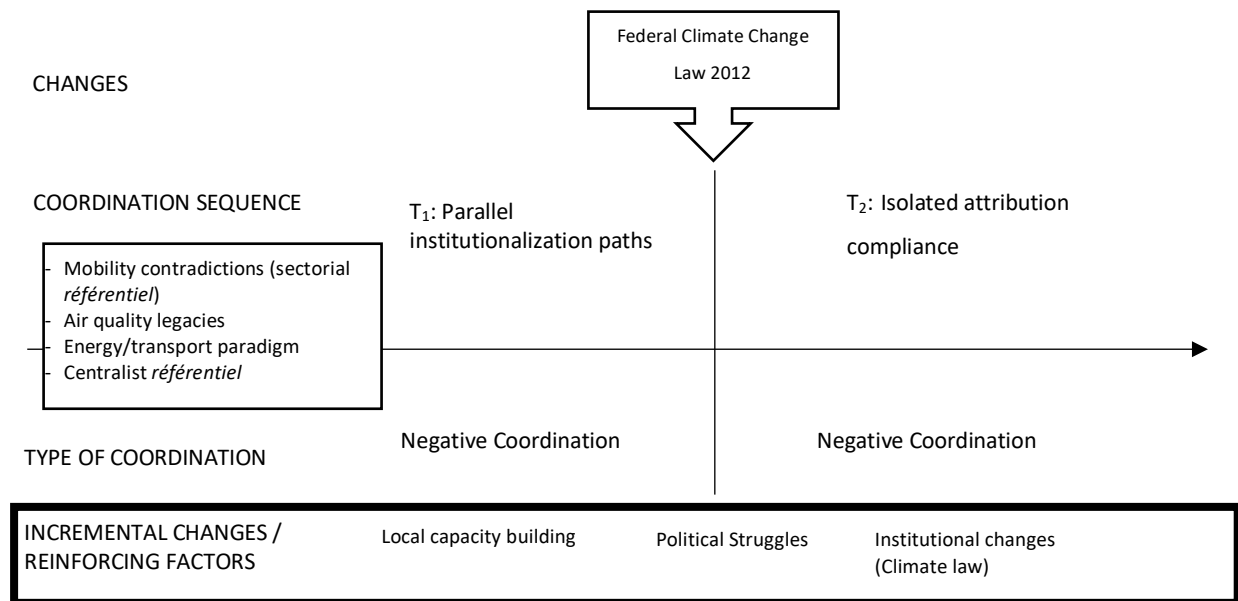 Federal Climate Change
Law 2012
CHANGES
COORDINATION SEQUENCE
T₁: Parallel
institutionalization paths
T₂: Isolated attribution
compliance
- Mobility contradictions (sectorial
référentiel)
- Air quality legacies
- Energy/transport paradigm
- Centralist référentiel
Negative Coordination
Negative Coordination
TYPE OF COORDINATION
INCREMENTAL CHANGES /
REINFORCING FACTORS
Local capacity building
Political Struggles
Institutional changes
(Climate law)